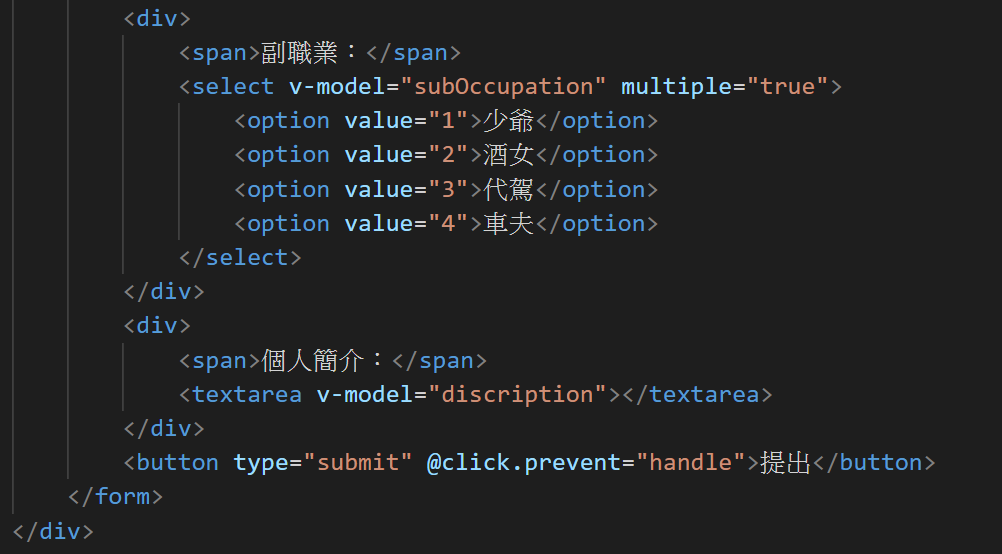 <div>
<span>副職業：</span>
<select v-model="subOccupation" multiple="true">
<option value="1">少爺</option>
<option value="2">酒女</option>
<option value="3">代駕</option>
<option value="4">車夫</option>
</select>
</div>
<div>
<span>個人簡介：</span>
<textarea v-model="discription"></textarea>
</div>
<button type="submit" @click.prevent="handle">提出</button>
</form>
</div>